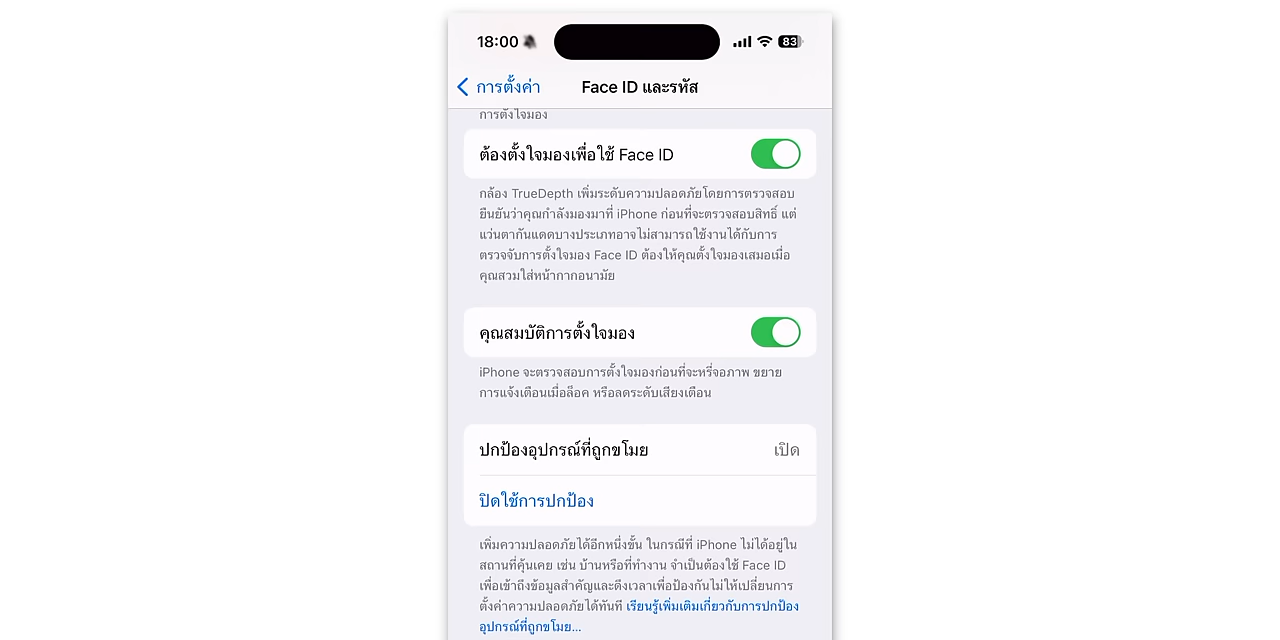 18:00
83
การตั้งค่า
Face ID และรหัส
การตั้งใจมอง
ต้องตั้งใจมองเพื่อใช้ Face ID
กล้อง TrueDepth เพิ่มระดับความปลอดภัยโดยการตรวจสอบ
ยืนยันว่าคุณกำลังมองมาที่ iPhone ก่อนที่จะตรวจสอบสิทธิ์ แต่
แว่นตากันแดดบางประเภทอาจไม่สามารถใช้งานได้กับการ
ตรวจจับการตั้งใจมอง Face ID ต้องให้คุณตั้งใจมองเสมอเมื่อ
คุณสวมใส่หน้ากากอนามัย
คุณสมบัติการตั้งใจมอง
iPhone จะตรวจสอบการตั้งใจมองก่อนที่จะหรี่จอภาพ ขยาย
การแจ้งเตือนเมื่อล็อค หรือลดระดับเสียงเตือน
ปกป้องอุปกรณ์ที่ถูกขโมย
เปิด
ปิดใช้การปกป้อง
เพิ่มความปลอดภัยได้อีกหนึ่งขั้น ในกรณีที่ iPhone ไม่ได้อยู่ใน
สถานที่คุ้นเคย เช่น บ้านหรือที่ทำงาน จำเป็นต้องใช้ Face ID
เพื่อเข้าถึงข้อมูลสำคัญและดึงเวลาเพื่อป้องกันไม่ให้เปลี่ยนการ
ตั้งค่าความปลอดภัยได้ทันที เรียนรู้เพิ่มเติมเกี่ยวกับการปกป้อง
อุปกรณ์ที่ถูกขโมย...